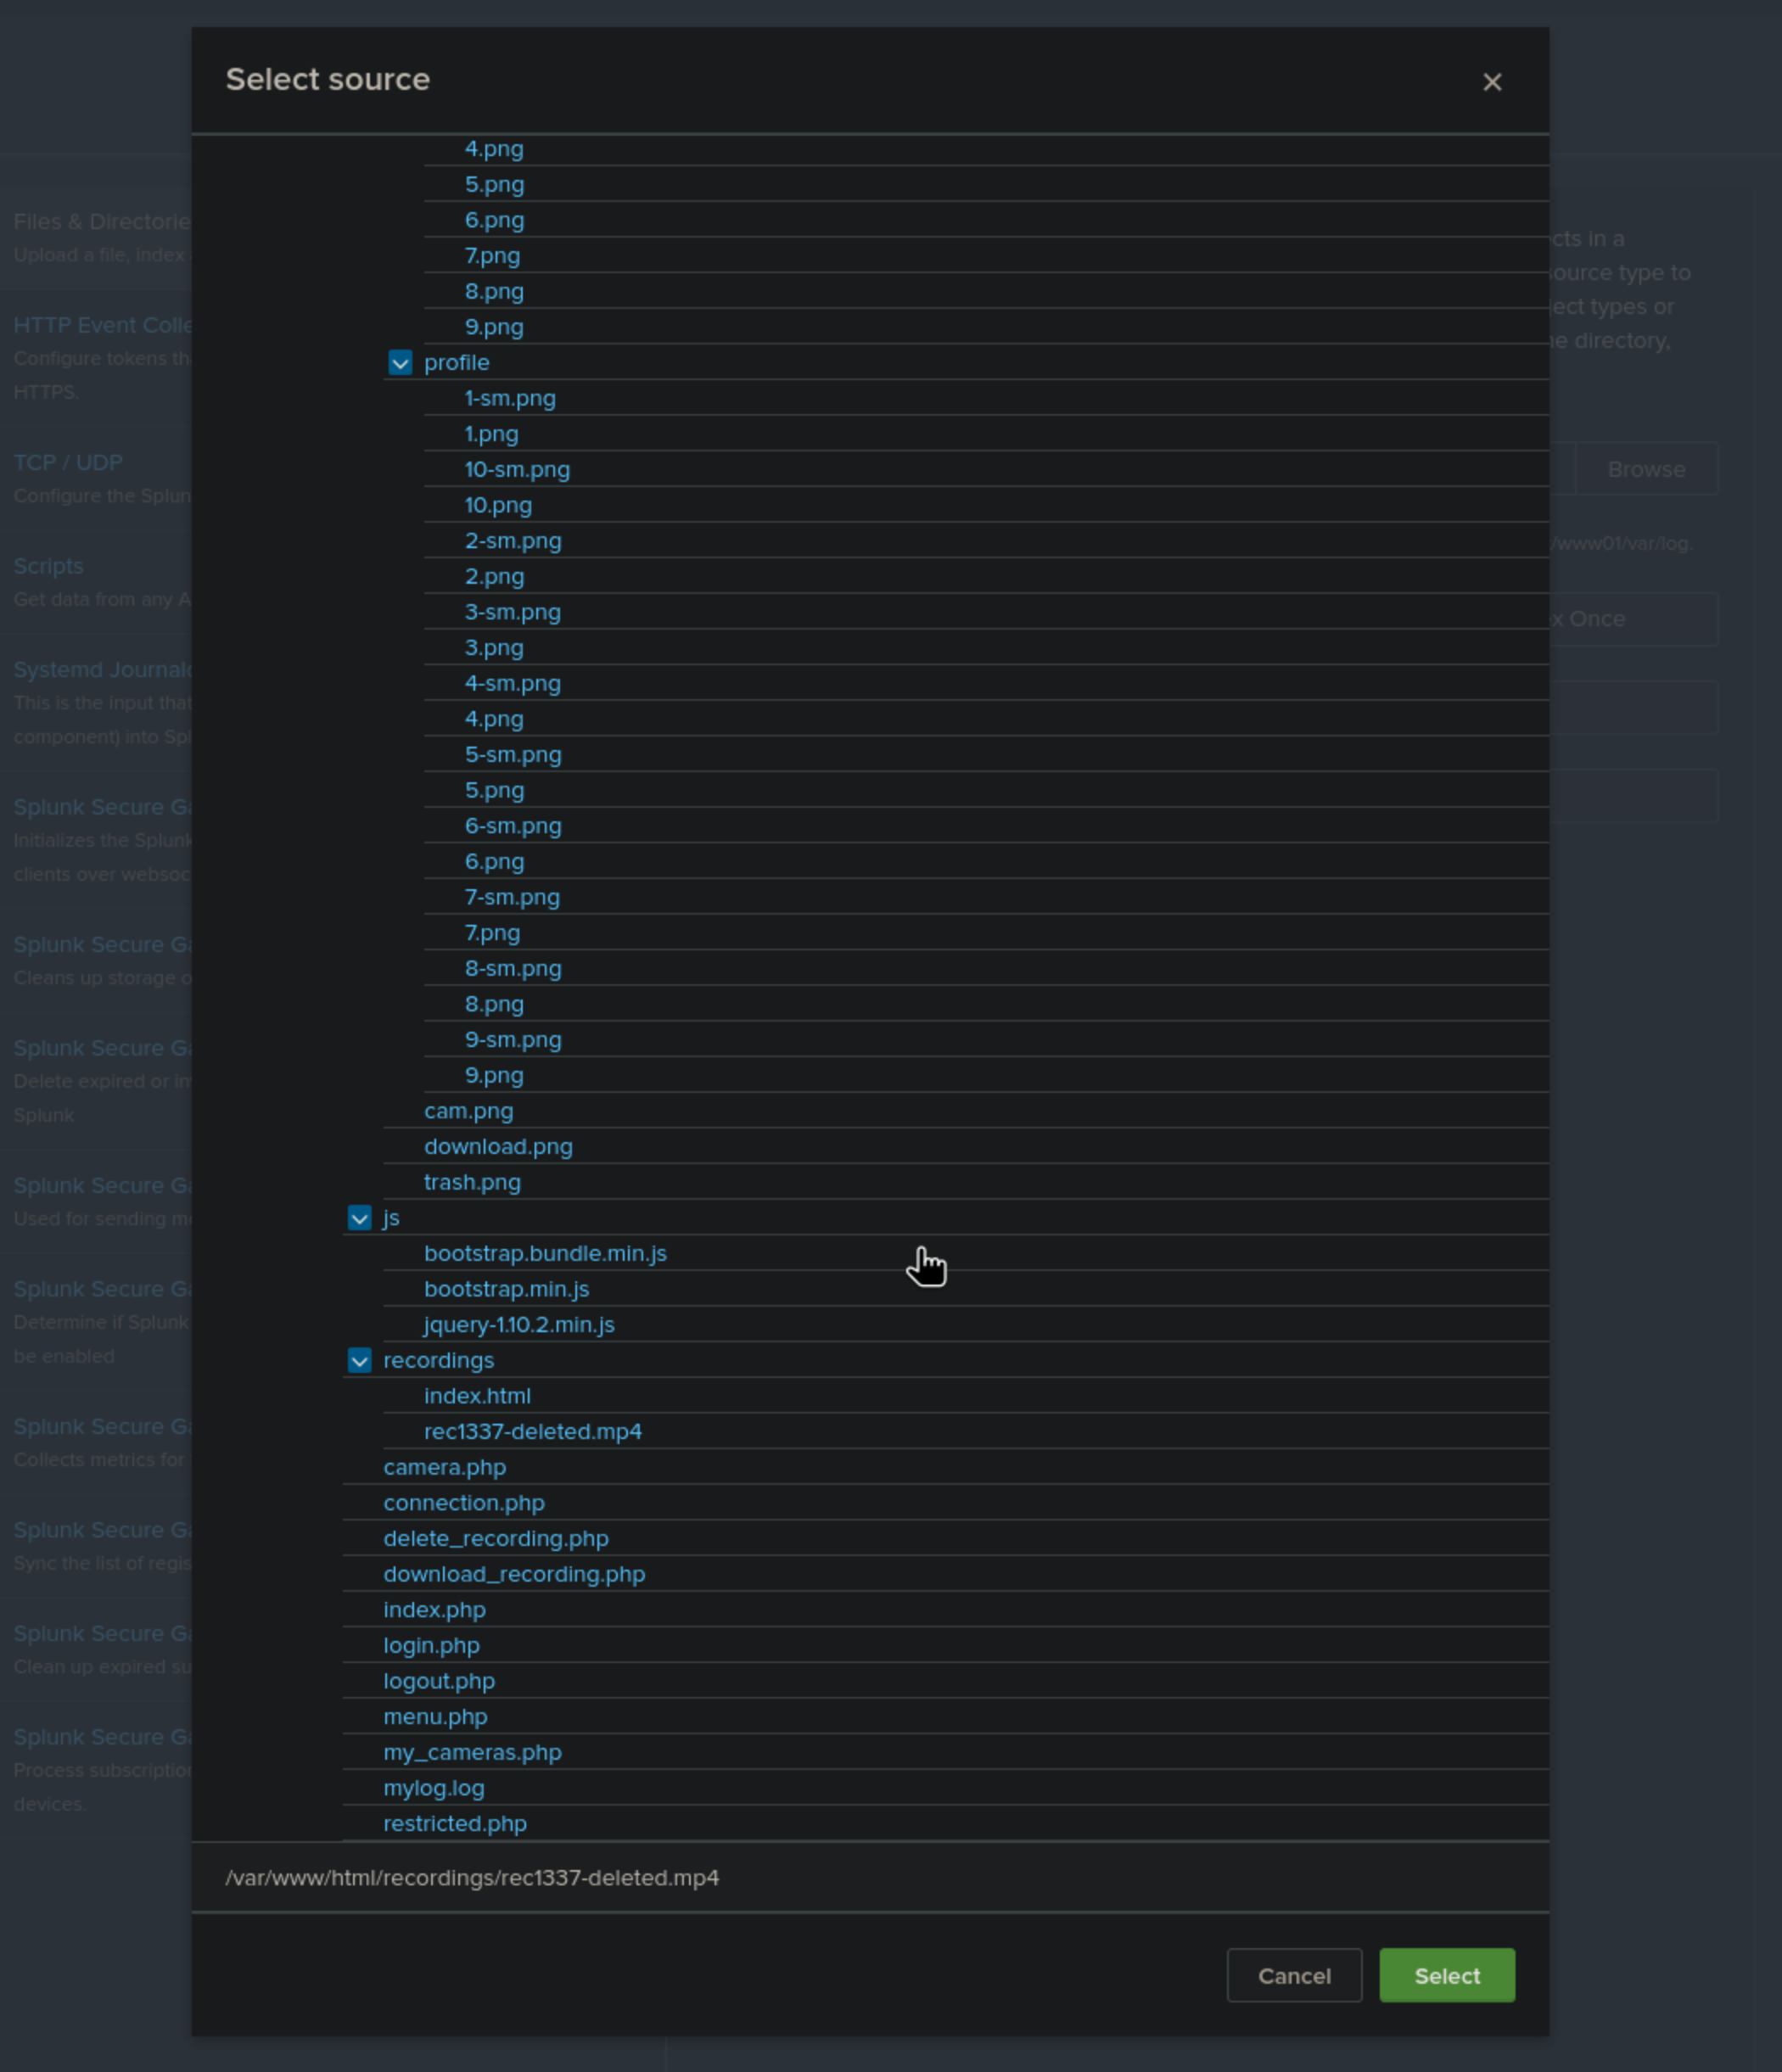 Select source
×
4.png
5.png
6.png
7.png
8.png
9.png
profile
1-sm.png
1.png
10-sm.png
10.png
2-sm.png
2.png
3-sm.png
3.png
4-sm.png
4.png
5-sm.png
5.png
6-sm.png
6.png
7-sm.png
7.png
8-sm.png
8.png
9-sm.png
9.png
cam.png
download.png
trash.png
js
bootstrap.bundle.min.js
bootstrap.min.js
jquery-1.10.2.min.js
recordings
index.html
rec1337-deleted.mp4
camera.php
connection.php
delete_recording.php
download_recording.php
index.php
login.php
logout.php
menu.php
my_cameras.php
mylog.log
restricted.php
/var/www/html/recordings/rec1337-deleted.mp4
Cancel
Select
Files & Directorie
Upload a file, index
HTTP Event Colle
Configure tokens th
HTTPS.
TCP / UDP
Configure the Splun
Scripts
Get data from any A
Systemd Journal
This is the input that
component) into Spl
Splunk Secure Ga
Initializes the Splunk
clients over websoc
Splunk Secure Ga
Cleans up storage o
Splunk Secure Ga
Delete expired or in
Splunk
Splunk Secure Ga
Used for sending m
Splunk Secure Ga
Determine if Splunk
be enabled
Splunk Secure Ga
Collects metrics for
Splunk Secure Ga
Sync the list of regis
Splunk Secure Ga
Clean up expired su
Splunk Secure Ga
Process subscription
devices.
cts in a
source type to
ject types or
e directory,
Browse
/www01/var/log.
x Once